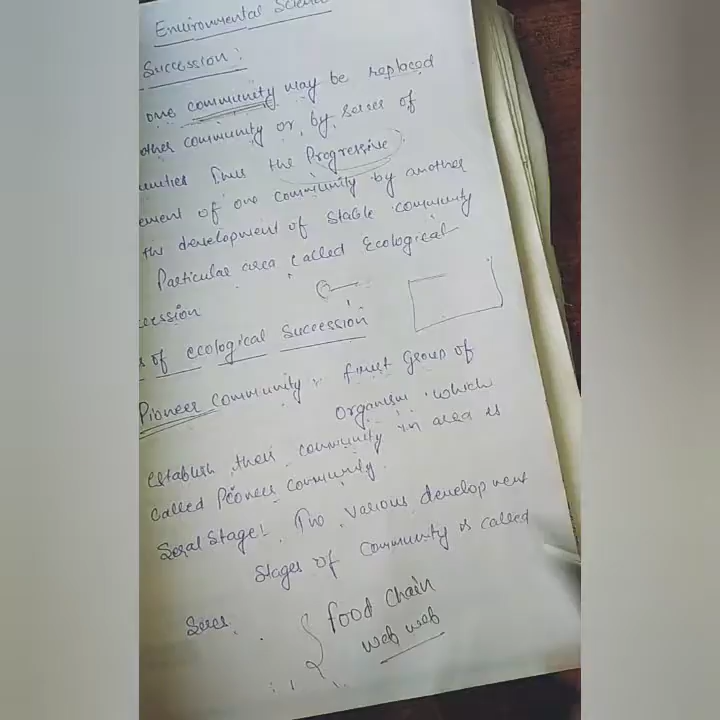 Environmental Scienc
Succession:
one community may be replaced
other community or by series of
unities Thus the Progressive
ement of one community by another
the development of stable community
Particular area called Ecological
ccession
s of ecological Succession
Pioneer community: first group of
organism which
establish their community in area is
called Pioneer community.
Seral Stage: The various development
stages of community is called
Seres.
food chain
web web